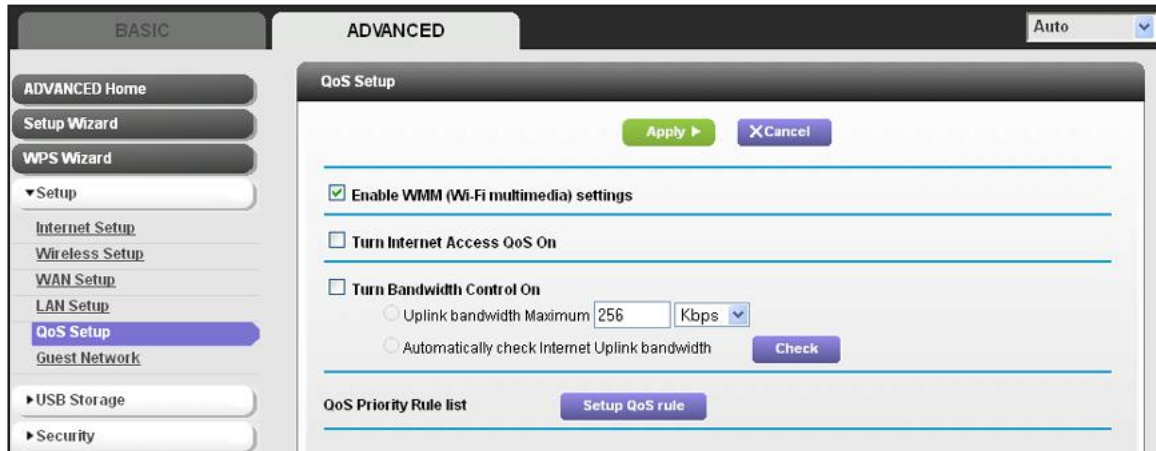 BASIC
ADVANCED
Auto
ADVANCED Home
Setup Wizard
WPS Wizard
▼Setup
Internet Setup
Wireless Setup
WAN Setup
LAN Setup
QoS Setup
Guest Network
▶USB Storage
▶Security
QoS Setup
Apply ▶
XCancel
Enable WMM (Wi-Fi multimedia) settings
Turn Internet Access QoS On
Turn Bandwidth Control On
Uplink bandwidth Maximum 256 Kbps
Automatically check Internet Uplink bandwidth Check
QoS Priority Rule list Setup QoS rule